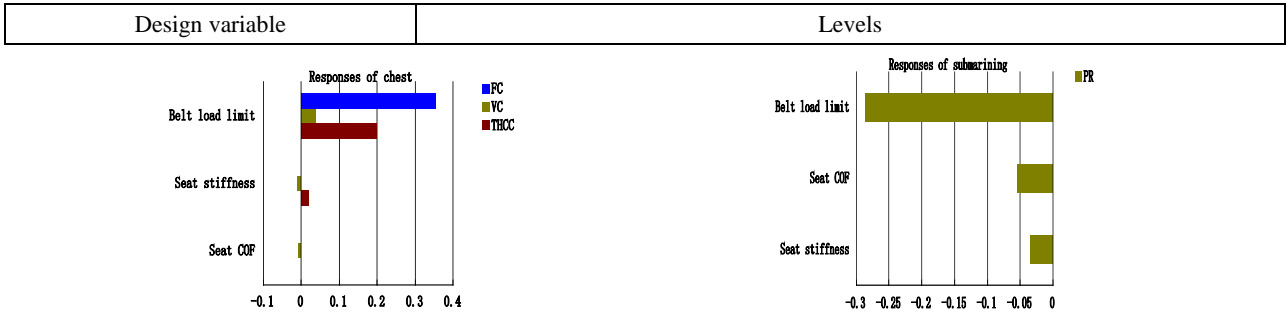 Design variable Levels
Responses of chest
FC
VC
THCC
Belt load limit
Seat stiffness
Seat COF
-0.1 0 0.1 0.2 0.3 0.4
Responses of submarining
PR
Belt load limit
Seat COF
Seat stiffness
-0.3 -0.25 -0.2 -0.15 -0.1 -0.05 0